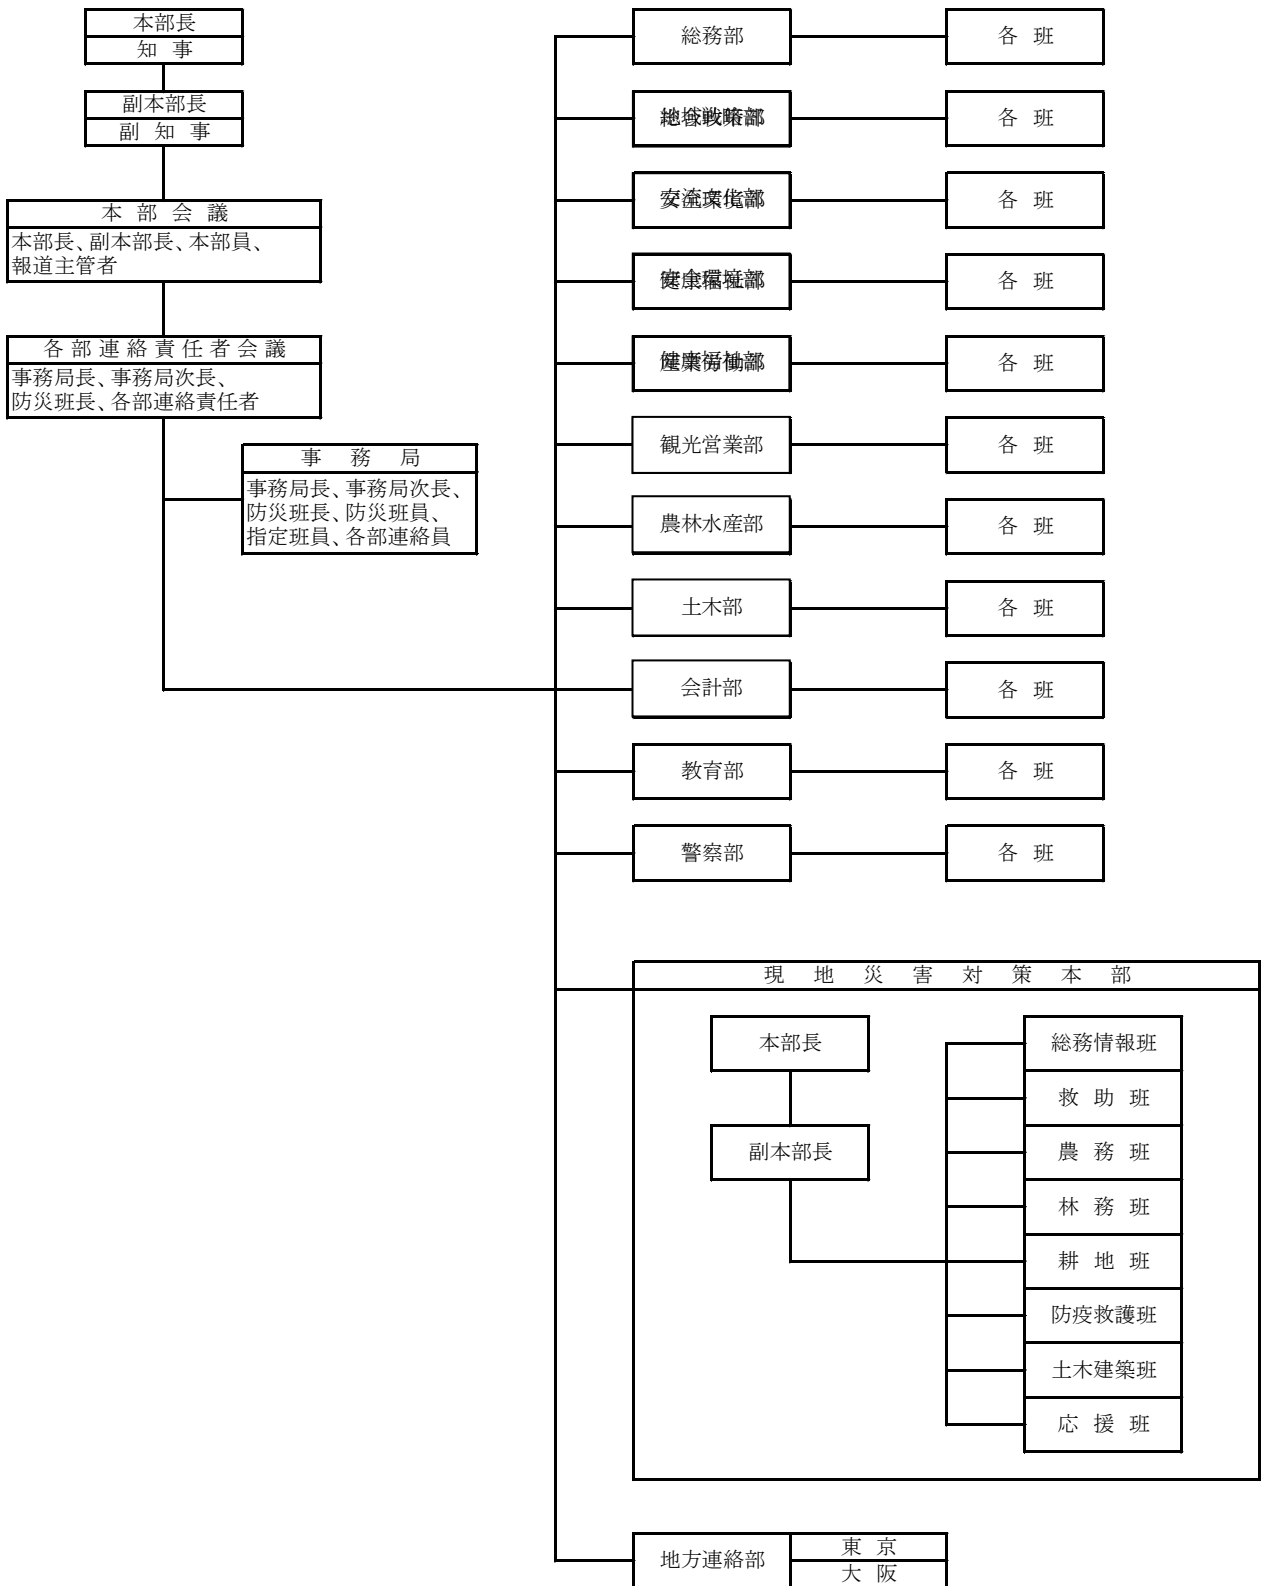 本部長
知 事
副本部長
副 知 事
本 部 会 議
本部長、副本部長、本部員、
報道主管者
各 部 連 絡 責 任 者 会 議
事務局長、事務局次長、
防災班長、各部連絡責任者
事 務 局
事務局長、事務局次長、
防災班長、防災班員、
指定班員、各部連絡員
総務部
各 班
各 班
各 班
各 班
各 班
観光営業部
各 班
農林水産部
各 班
土木部
各 班
会計部
各 班
教育部
各 班
警察部
各 班
現 地 災 害 対 策 本 部
本部長
副本部長
総務情報班
救 助 班
農 務 班
林 務 班
耕 地 班
防疫救護班
土木建築班
応 援 班
地方連絡部
東 京
大 阪